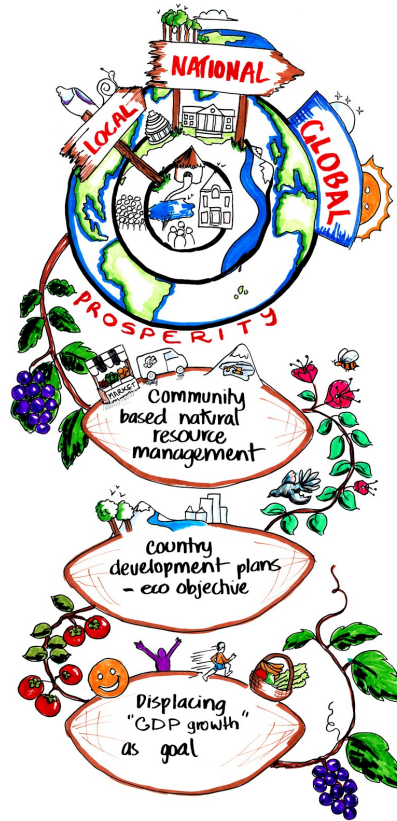 NATIONAL
LOCAL
GLOBAL
PROSPERITY
MARKET
Community
based natural
resource
management
Country
development plans
- eco objective
Displacing
"GDP growth"
as goal